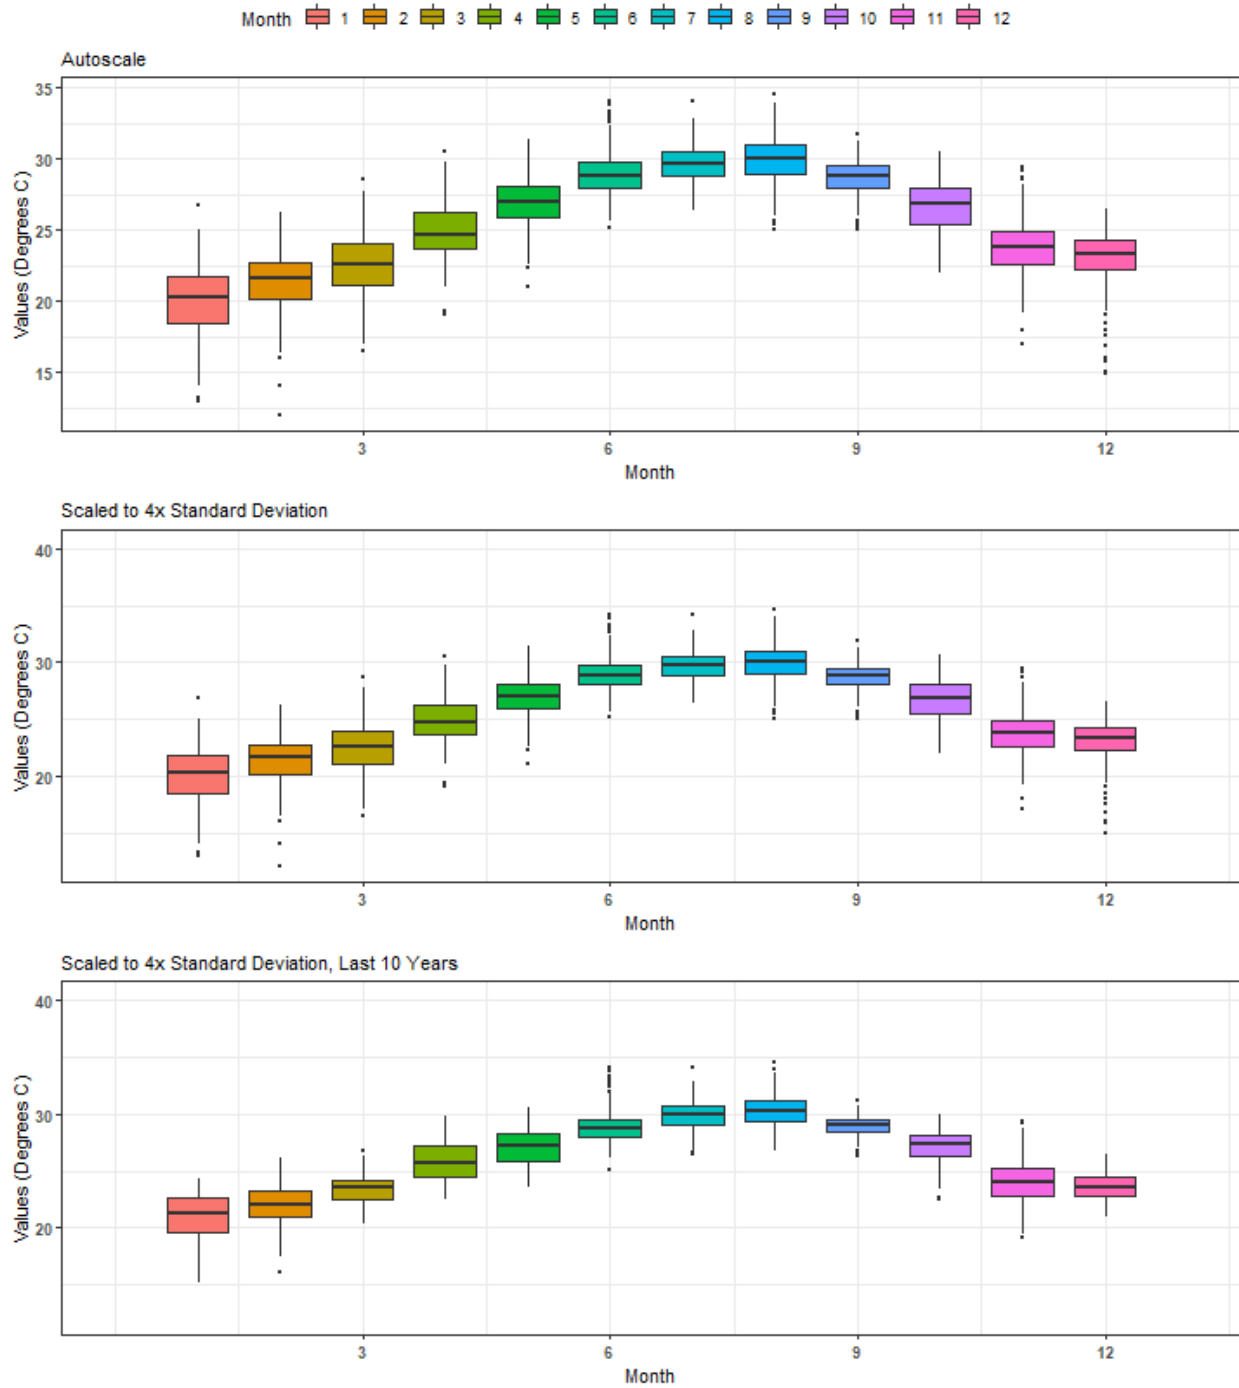 Month 1 2 3 4 5 6 7 8 9 10 11 12
Autoscale
Values (Degrees C)
35
30
25
20
15
3 6 9 12
Month
Scaled to 4x Standard Deviation
Values (Degrees C)
40
30
20
3 6 9 12
Month
Scaled to 4x Standard Deviation, Last 10 Years
Values (Degrees C)
40
30
20
3 6 9 12
Month